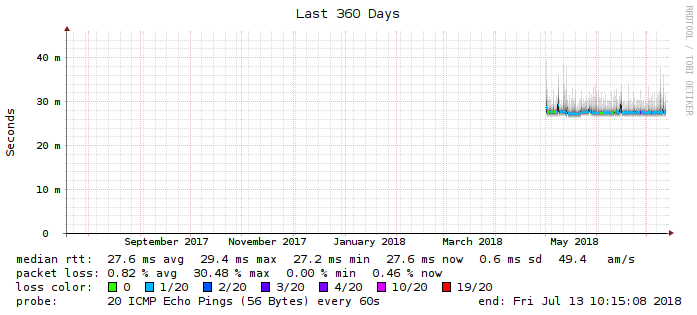 Last 360 Days
RRDTOOL / TOBI OETIKER
Seconds
40 m
30 m
20 m
10 m
0
September 2017 November 2017 January 2018 March 2018 May 2018
median rtt: 27.6 ms avg 29.4 ms max 27.2 ms min 27.6 ms now 0.6 ms sd 49.4 am/s
packet loss: 0.82 % avg 30.48 % max 0.00 % min 0.46 % now
loss color: 0 1/20 2/20 3/20 4/20 10/20 19/20
probe: 20 ICMP Echo Pings (56 Bytes) every 60s end: Fri Jul 13 10:15:08 2018